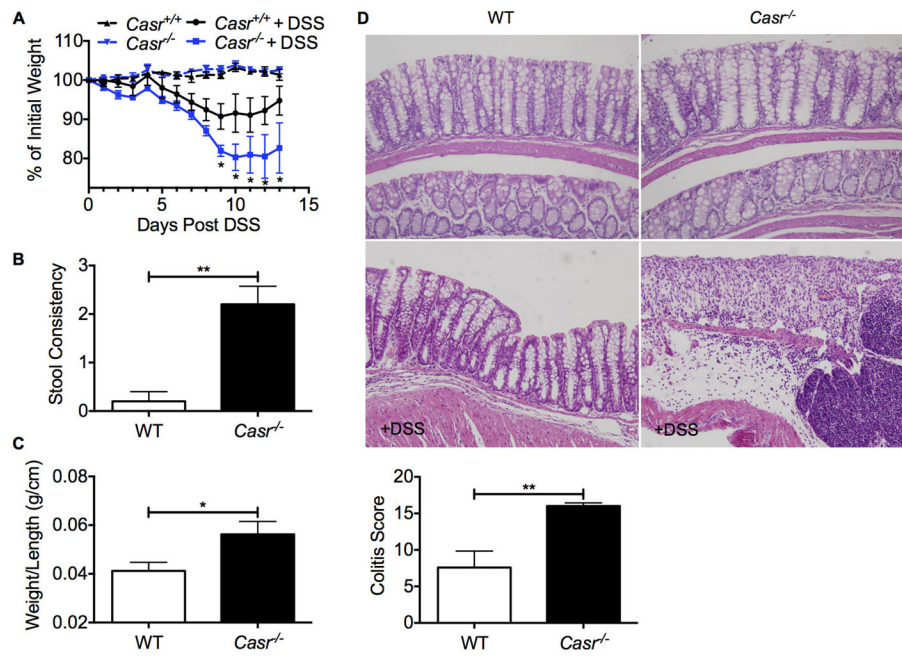 A
Casr+/+ Casr+/+ + DSS
Casr-/- Casr-/- + DSS
% of Initial Weight
110
100
90
80
0 5 10 15
* * * * *
Days Post DSS
B
Stool Consistency
3
2
1
0
**
WT Casr-/-
C
Weight/Length (g/cm)
0.08
0.06
0.04
0.02
*
WT Casr-/-
D
WT Casr-/-
+DSS +DSS
Colitis Score
20
15
10
5
0
**
WT Casr-/-